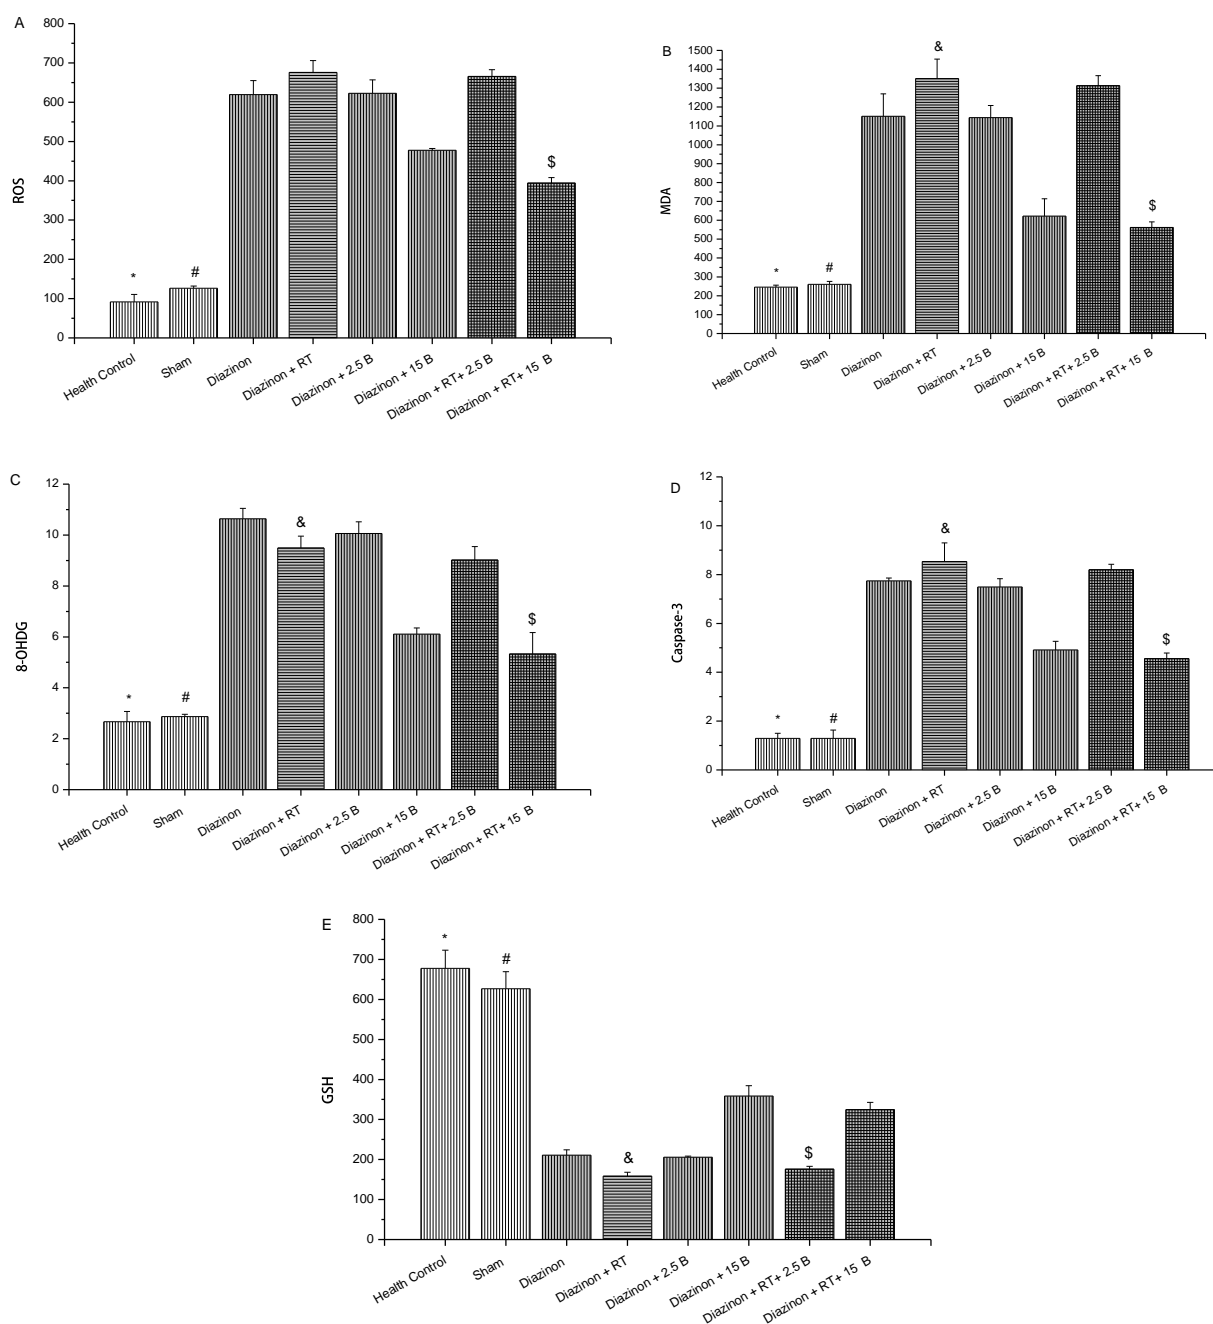 A
800
700
600
500
400
300
200
100
0
ROS
*
#
$
Health Control
Sham
Diazinon
Diazinon + RT
Diazinon + 2.5 B
Diazinon + 15 B
Diazinon + RT+ 2.5 B
Diazinon + RT+ 15 B
B
1500
1400
1300
1200
1100
1000
900
800
700
600
500
400
300
200
100
0
MDA
*
#
&
$
Health Control
Sham
Diazinon
Diazinon + RT
Diazinon + 2.5 B
Diazinon + 15 B
Diazinon + RT+ 2.5 B
Diazinon + RT+ 15 B
C
12
10
8
6
4
2
0
8-OHDG
*
#
&
$
Health Control
Sham
Diazinon
Diazinon + RT
Diazinon + 2.5 B
Diazinon + 15 B
Diazinon + RT+ 2.5 B
Diazinon + RT+ 15 B
D
12
10
8
6
4
2
0
Caspase-3
*
#
&
$
Health Control
Sham
Diazinon
Diazinon + RT
Diazinon + 2.5 B
Diazinon + 15 B
Diazinon + RT+ 2.5 B
Diazinon + RT+ 15 B
E
800
700
600
500
400
300
200
100
0
GSH
*
#
&
$
Health Control
Sham
Diazinon
Diazinon + RT
Diazinon + 2.5 B
Diazinon + 15 B
Diazinon + RT+ 2.5 B
Diazinon + RT+ 15 B